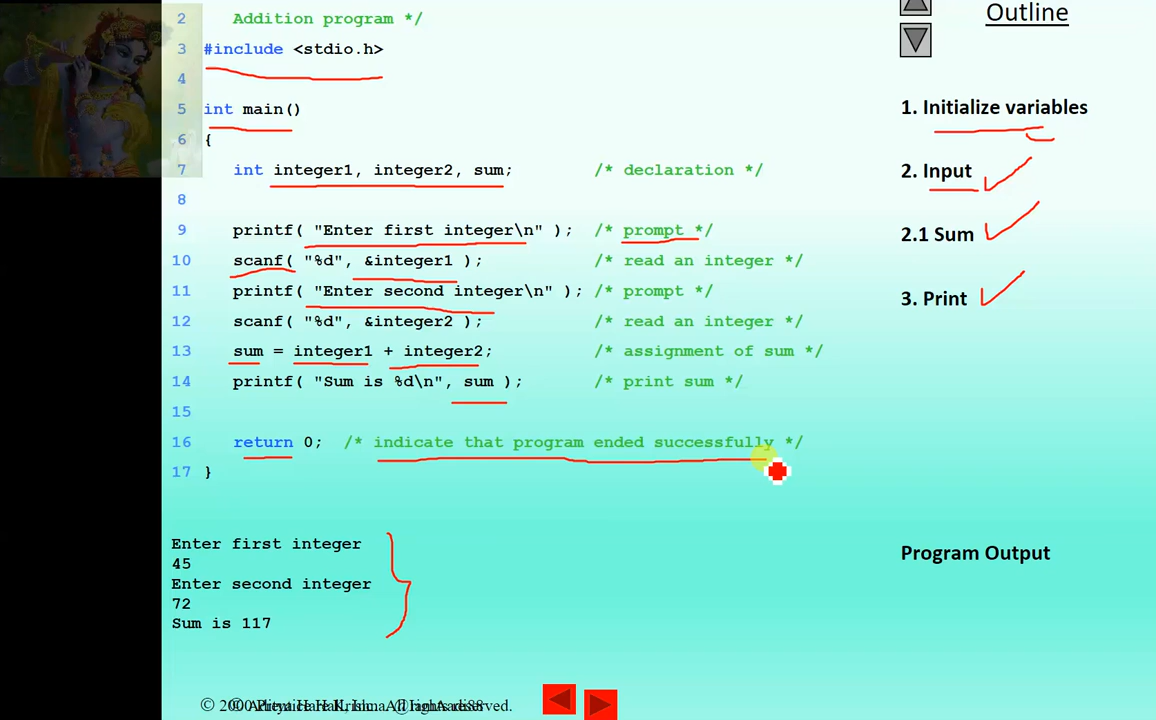 2 Addition program */
3 #include <stdio.h>
4
5 int main()
6 {
7 int integer1, integer2, sum; /* declaration */
8
9 printf( "Enter first integer\n" ); /* prompt */
10 scanf( "%d", &integer1 ); /* read an integer */
11 printf( "Enter second integer\n" ); /* prompt */
12 scanf( "%d", &integer2 ); /* read an integer */
13 sum = integer1 + integer2; /* assignment of sum */
14 printf( "Sum is %d\n", sum ); /* print sum */
15
16 return 0; /* indicate that program ended successfully */
17 }
Enter first integer
45
Enter second integer
72
Sum is 117
Outline
1. Initialize variables
2. Input
2.1 Sum
3. Print
Program Output